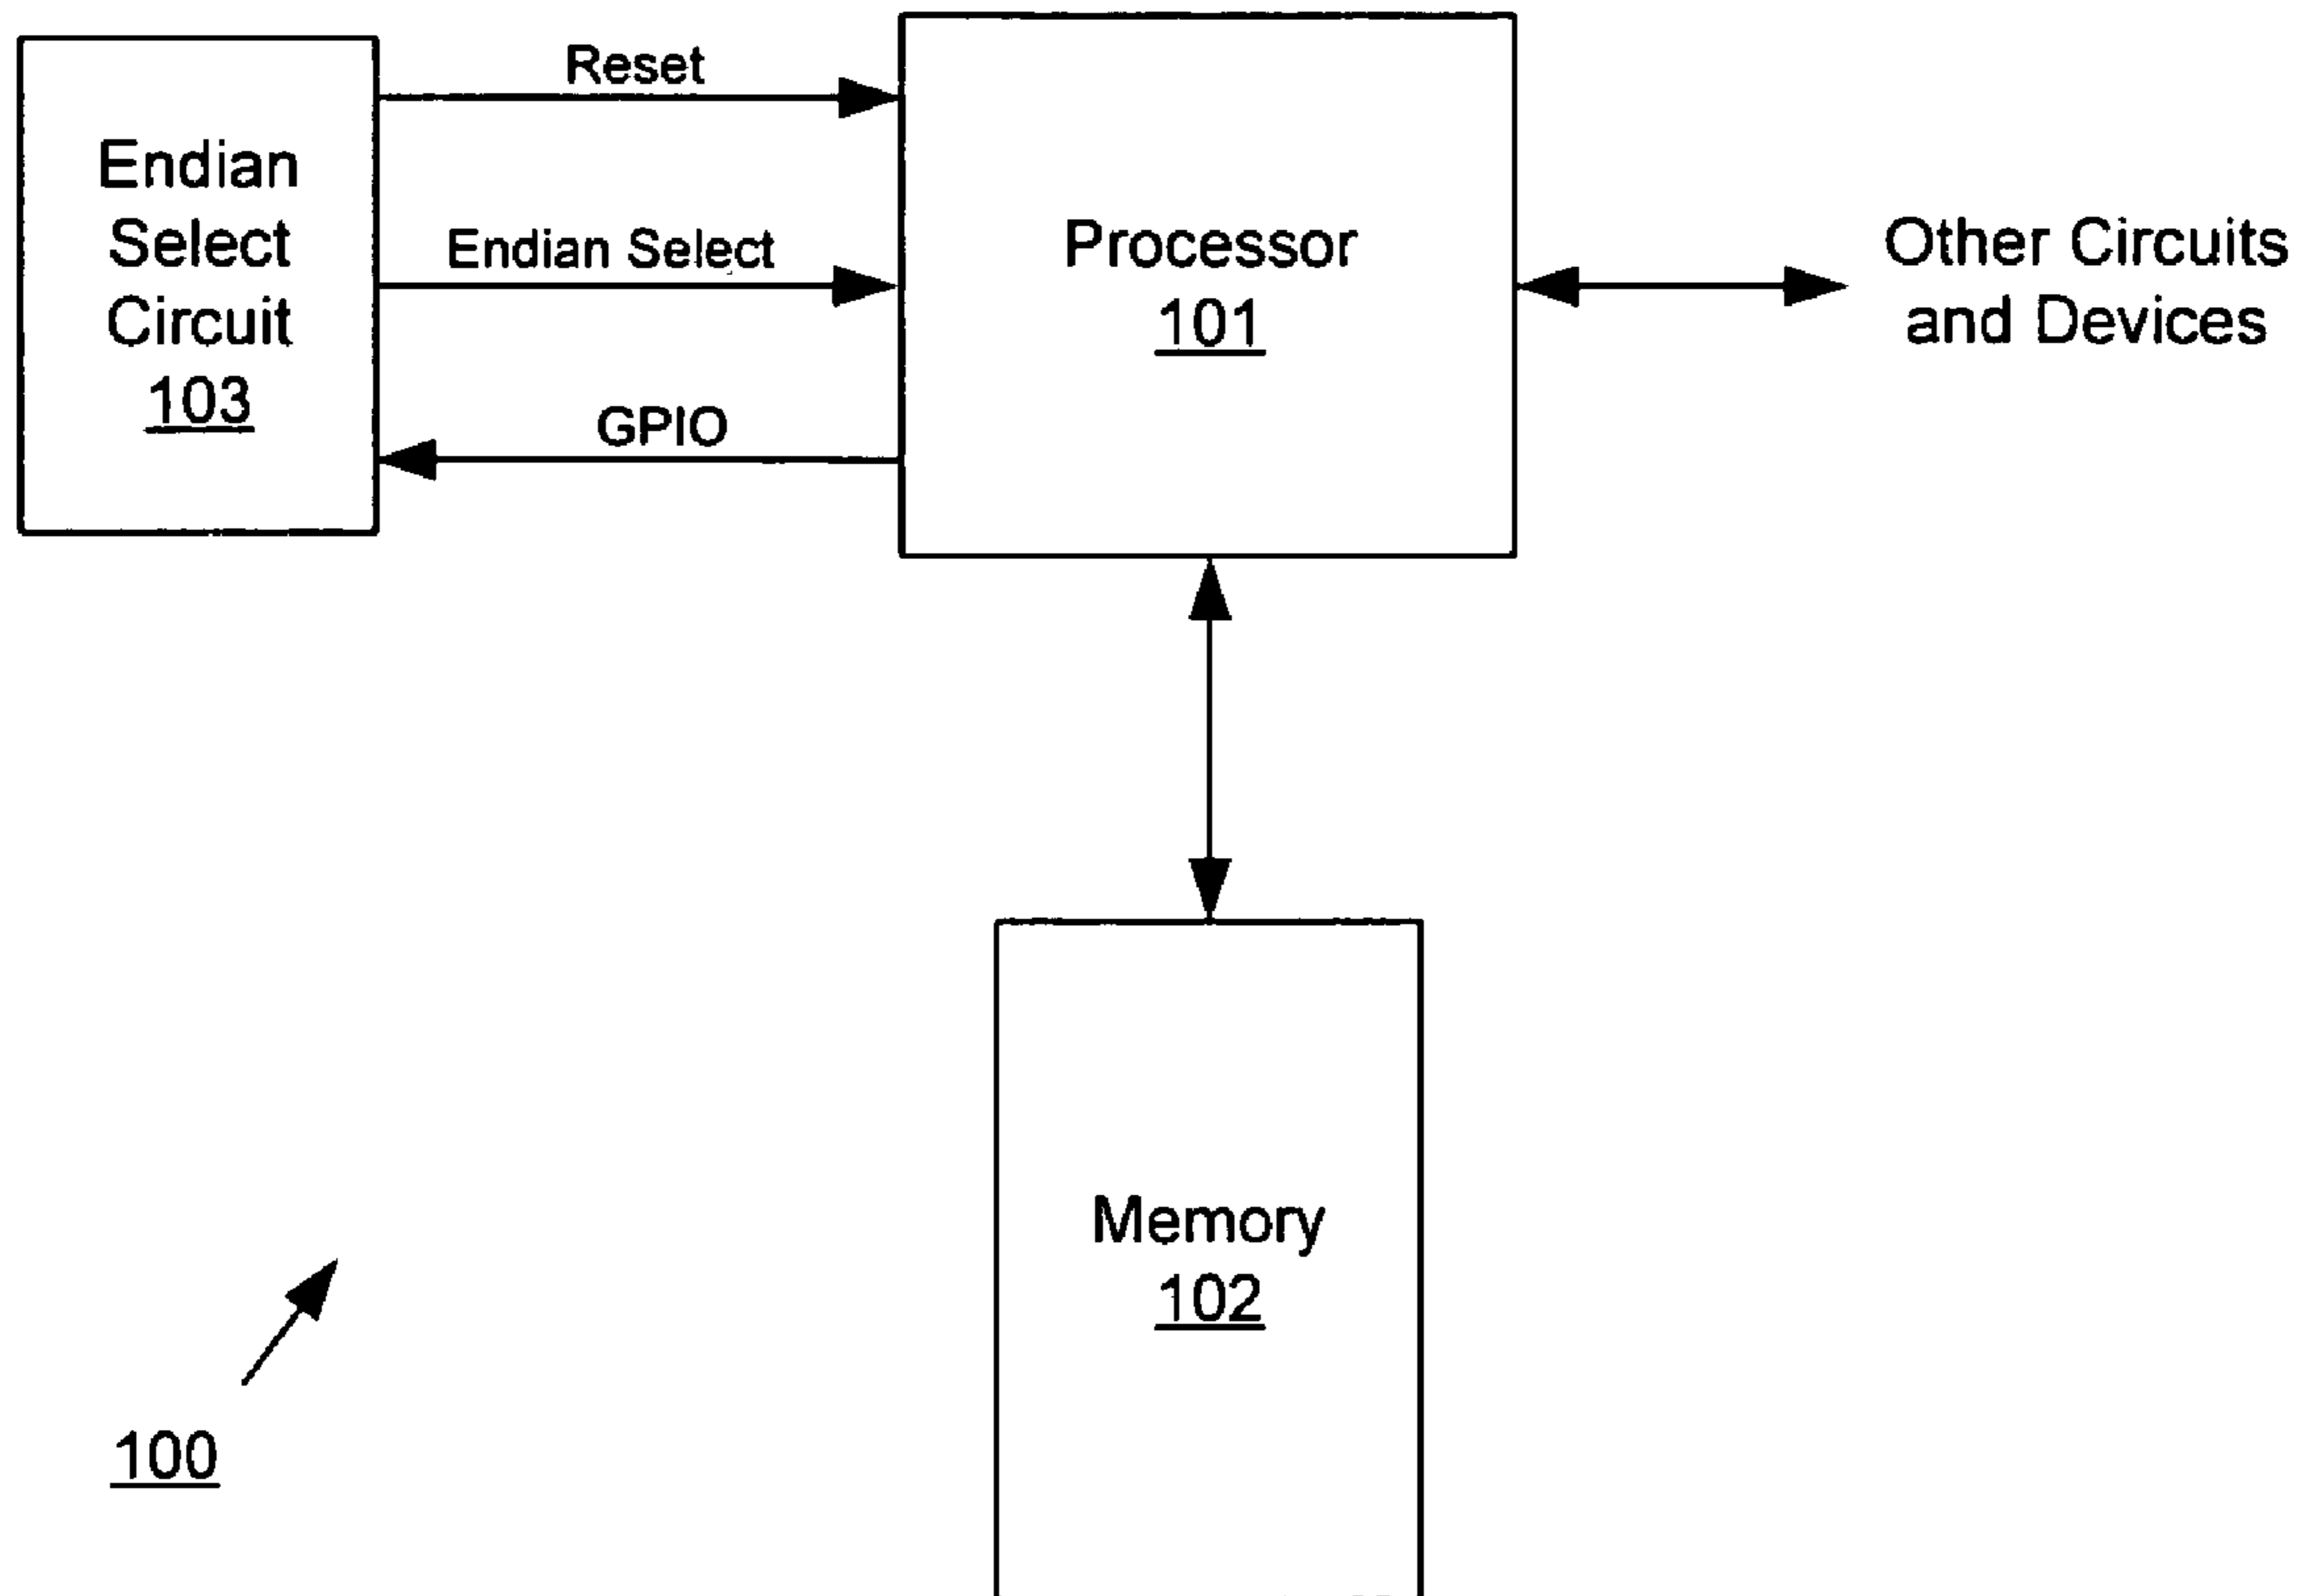 Endian
Select
Circuit
103
Reset
Endian Select
GPIO
Processor
101
Other Circuits
and Devices
Memory
102
100